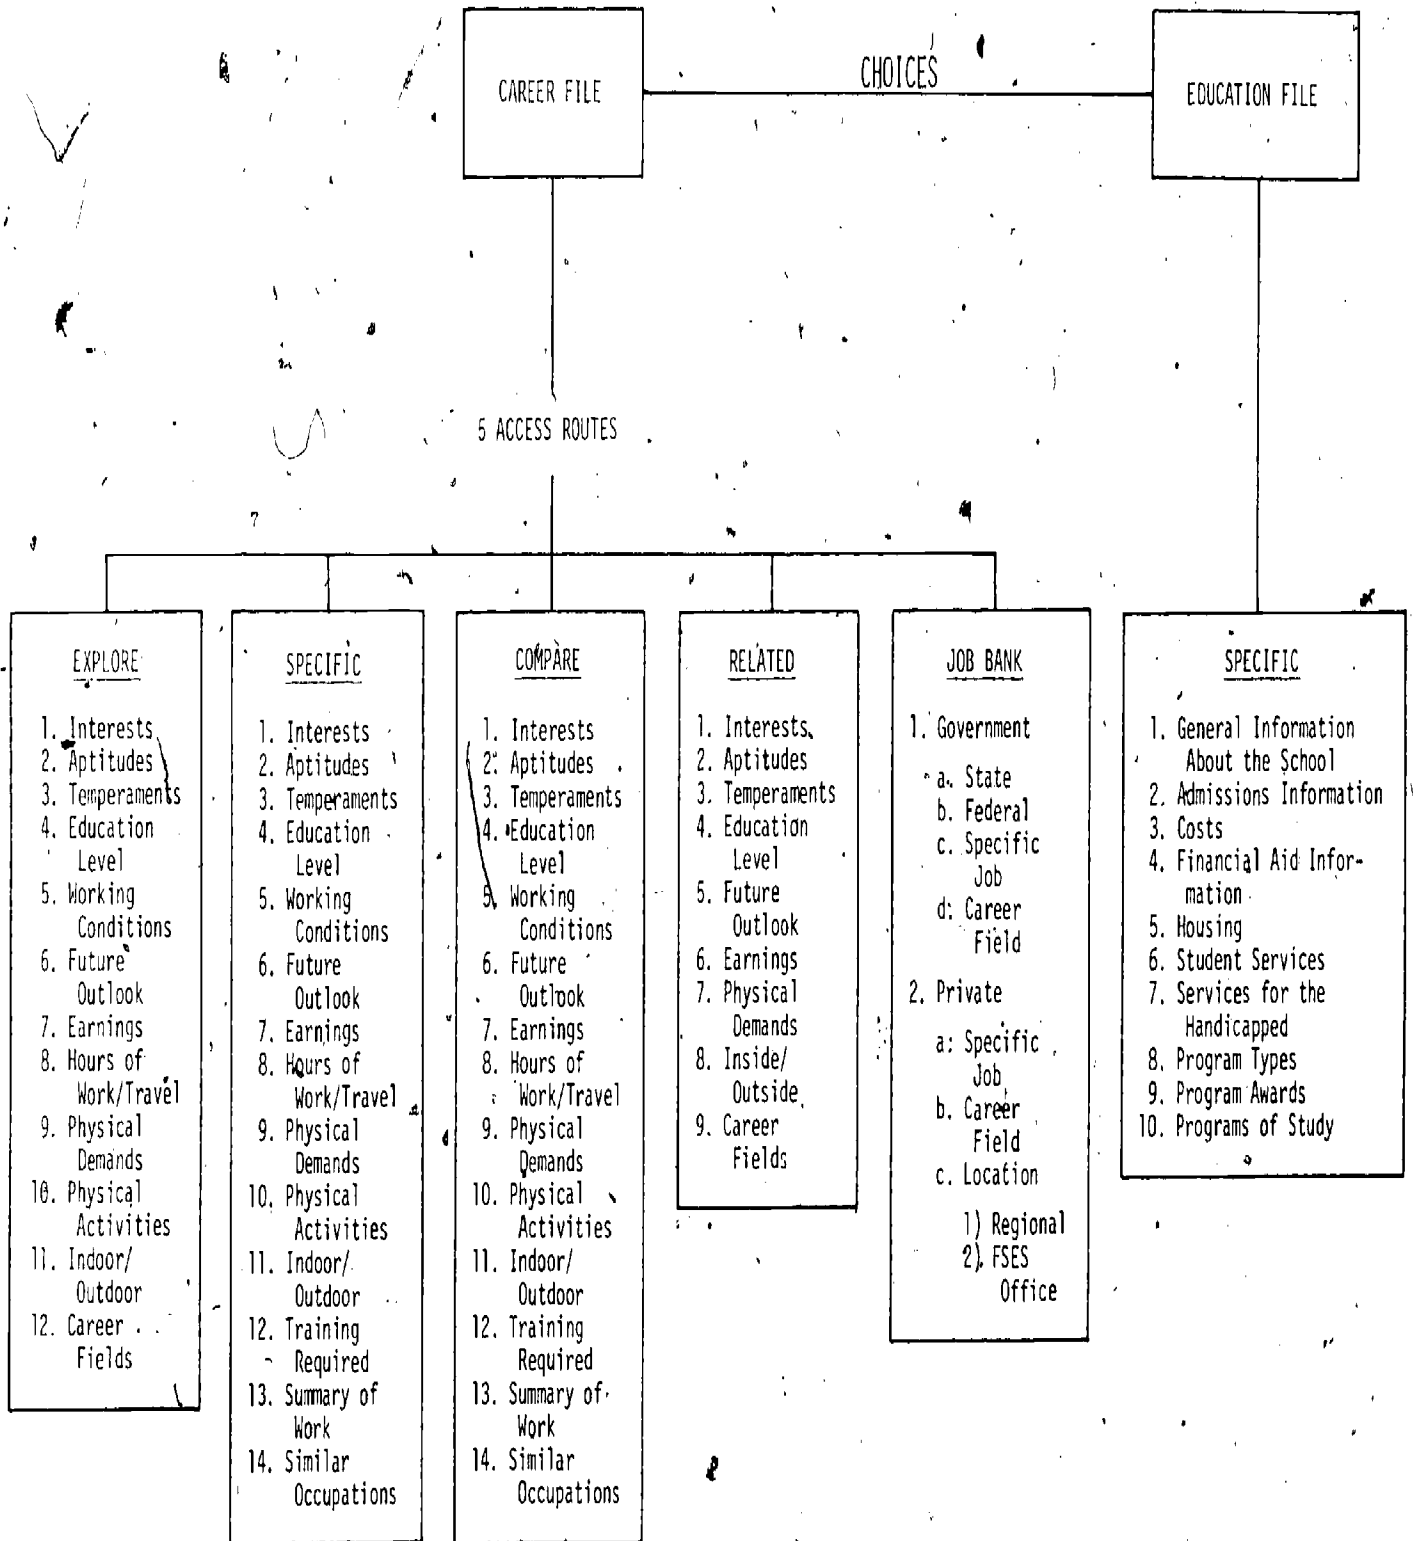 CAREER FILE
CHOICES
EDUCATION FILE
5 ACCESS ROUTES
EXPLORE
1. Interests
2. Aptitudes
3. Temperaments
4. Education
Level
5. Working
Conditions
6. Future
Outlook
7. Earnings
8. Hours of
Work/Travel
9. Physical
Demands
10. Physical
Activities
11. Indoor/
Outdoor
12. Career
Fields
SPECIFIC
1. Interests
2. Aptitudes
3. Temperaments
4. Education
Level
5. Working
Conditions
6. Future
Outlook
7. Earnings
8. Hours of
Work/Travel
9. Physical
Demands
10. Physical
Activities
11. Indoor/
Outdoor
12. Training
Required
13. Summary of
Work
14. Similar
Occupations
COMPARE
1. Interests
2. Aptitudes
3. Temperaments
4. Education
Level
5. Working
Conditions
6. Future
Outlook
7. Earnings
8. Hours of
Work/Travel
9. Physical
Demands
10. Physical
Activities
11. Indoor/
Outdoor
12. Training
Required
13. Summary of
Work
14. Similar
Occupations
RELATED
1. Interests
2. Aptitudes
3. Temperaments
4. Education
Level
5. Future
Outlook
6. Earnings
7. Physical
Demands
8. Inside/
Outside
9. Career
Fields
JOB BANK
1. Government
a. State
b. Federal
c. Specific
Job
d. Career
Field
2. Private
a. Specific
Job
b. Career
Field
c. Location
1) Regional
2) FSES
Office
SPECIFIC
1. General Information
About the School
2. Admissions Information
3. Costs
4. Financial Aid Infor-
mation
5. Housing
6. Student Services
7. Services for the
Handicapped
8. Program Types
9. Program Awards
10. Programs of Study